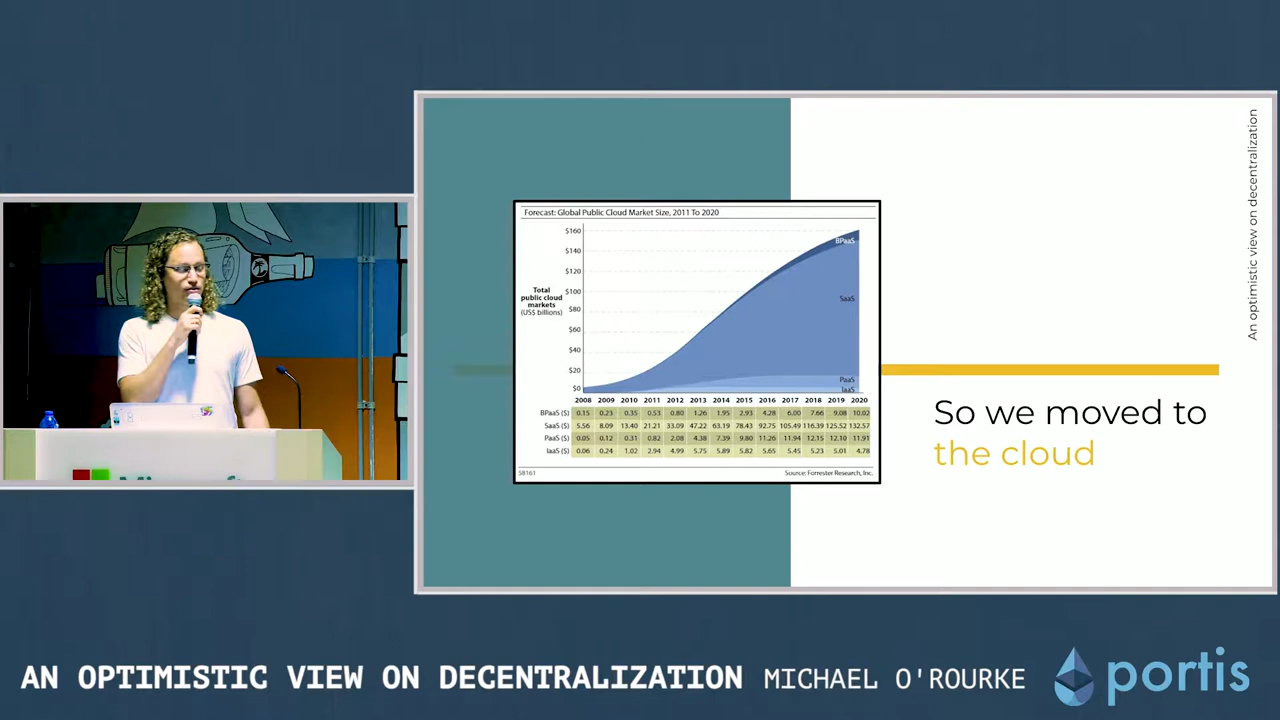 An optimistic view on decentralization
Forecast: Global Public Cloud Market Size, 2011 To 2020
Total
public cloud
markets
(US$ billions)
$160
$140
$120
$100
$80
$60
$40
$20
$0
BPaaS
SaaS
PaaS
IaaS
2008 2009 2010 2011 2012 2013 2014 2015 2016 2017 2018 2019 2020
BPaaS ($) 0.15 0.23 0.35 0.53 0.80 1.26 1.95 2.93 4.28 6.00 7.66 9.08 10.02
SaaS ($) 5.56 8.09 13.40 21.21 33.09 47.22 63.19 78.43 92.75 105.49 116.39 125.52 132.57
PaaS ($) 0.05 0.12 0.31 0.82 2.08 4.38 7.39 9.80 11.26 11.94 12.15 12.10 11.91
IaaS ($) 0.06 0.24 1.02 2.94 4.99 5.75 5.89 5.82 5.65 5.45 5.23 5.01 4.78
58161
Source: Forrester Research, Inc.
So we moved to
the cloud
AN OPTIMISTIC VIEW ON DECENTRALIZATION MICHAEL O'ROURKE
portis